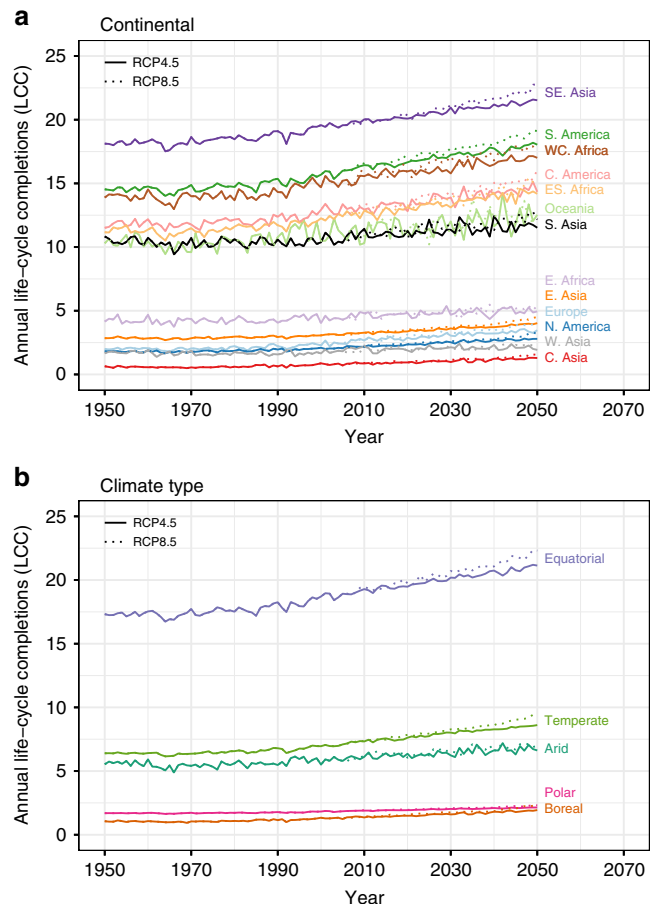 a
Continental
Annual life-cycle completions (LCC)
25
20
15
10
5
0
RCP4.5
RCP8.5
SE. Asia
S. America
WC. Africa
C. America
ES. Africa
Oceania
S. Asia
E. Africa
E. Asia
Europe
N. America
W. Asia
C. Asia
1950 1970 1990 2010 2030 2050 2070
Year
b
Climate type
Annual life-cycle completions (LCC)
25
20
15
10
5
0
RCP4.5
RCP8.5
Equatorial
Temperate
Arid
Polar
Boreal
1950 1970 1990 2010 2030 2050 2070
Year